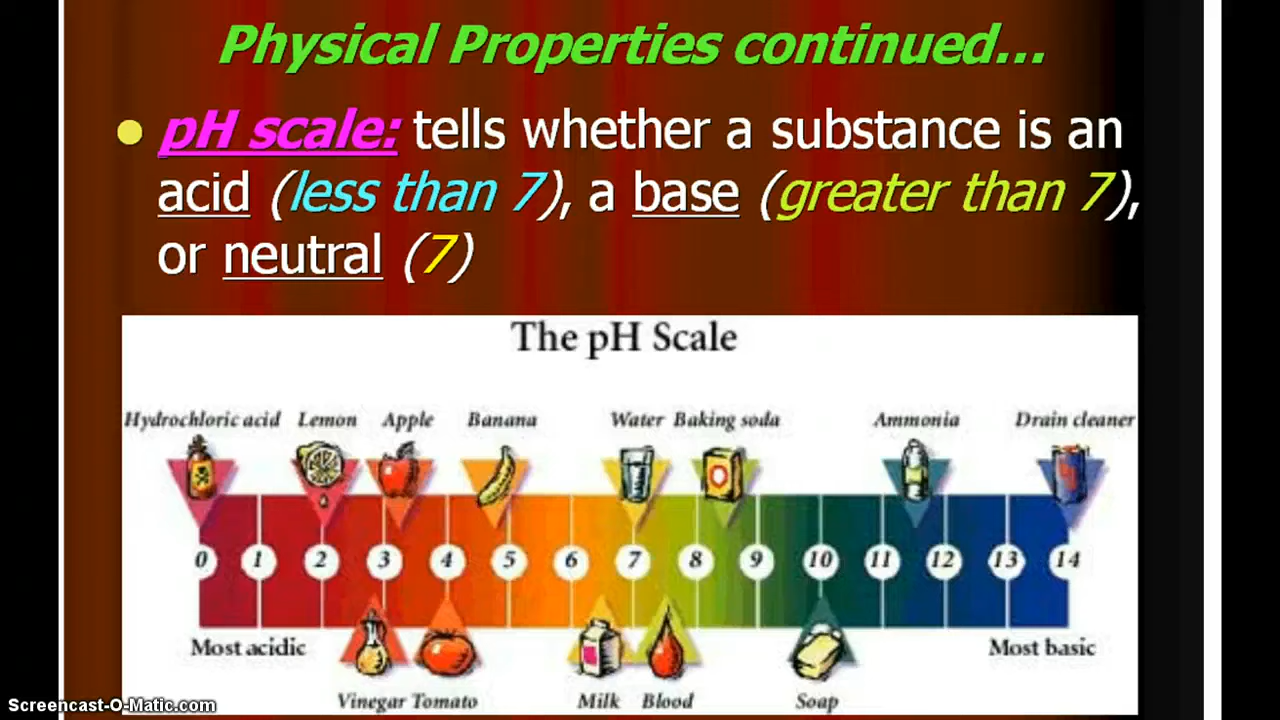 Physical Properties continued...
pH scale: tells whether a substance is an
acid (less than 7), a base (greater than 7),
or neutral (7)
The pH Scale
Hydrochloric acid Lemon Apple Banana Water Baking soda Ammonia Drain cleaner
0 1 2 3 4 5 6 7 8 9 10 11 12 13 14
Most acidic Most basic
Vinegar Tomato Milk Blood Soap
Screencast-O-Matic.com